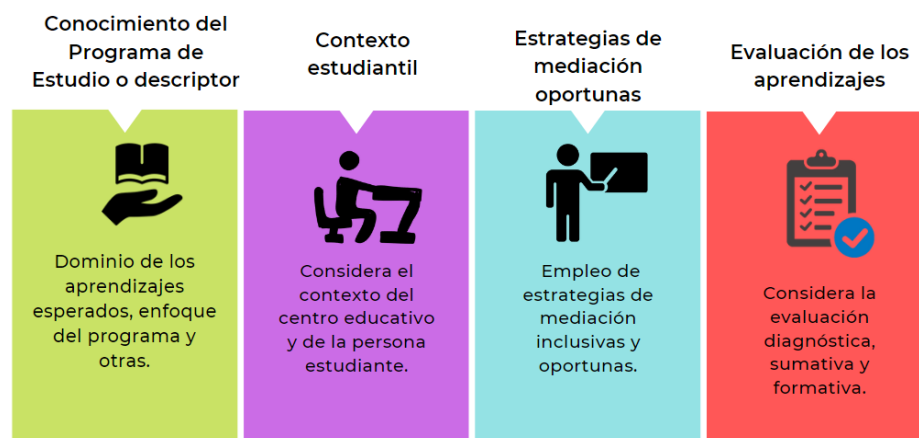 Conocimiento del
Programa de
Estudio o descriptor
Dominio de los
aprendizajes
esperados, enfoque
del programa y
otras.
Contexto
estudiantil
Considera el
contexto del
centro educativo
y de la persona
estudiante.
Estrategias de
mediación
oportunas
Empleo de
estrategias de
mediación
inclusivas y
oportunas.
Evaluación de los
aprendizajes
Considera la
evaluación
diagnóstica,
sumativa y
formativa.